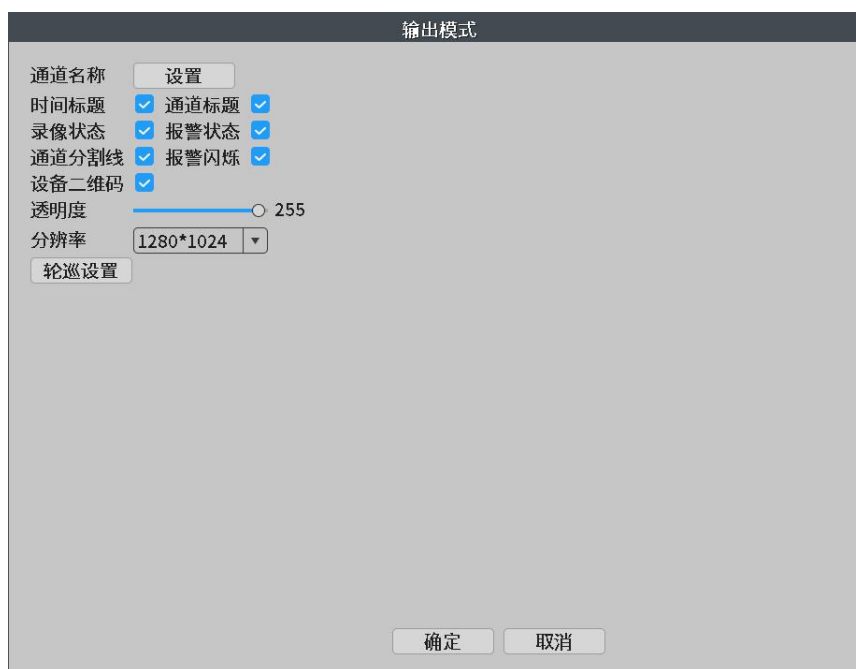 输出模式
通道名称 设置
时间标题 通道标题
录像状态 报警状态
通道分割线 报警闪烁
设备二维码
透明度 255
分辨率 1280*1024
轮巡设置
确定 取消